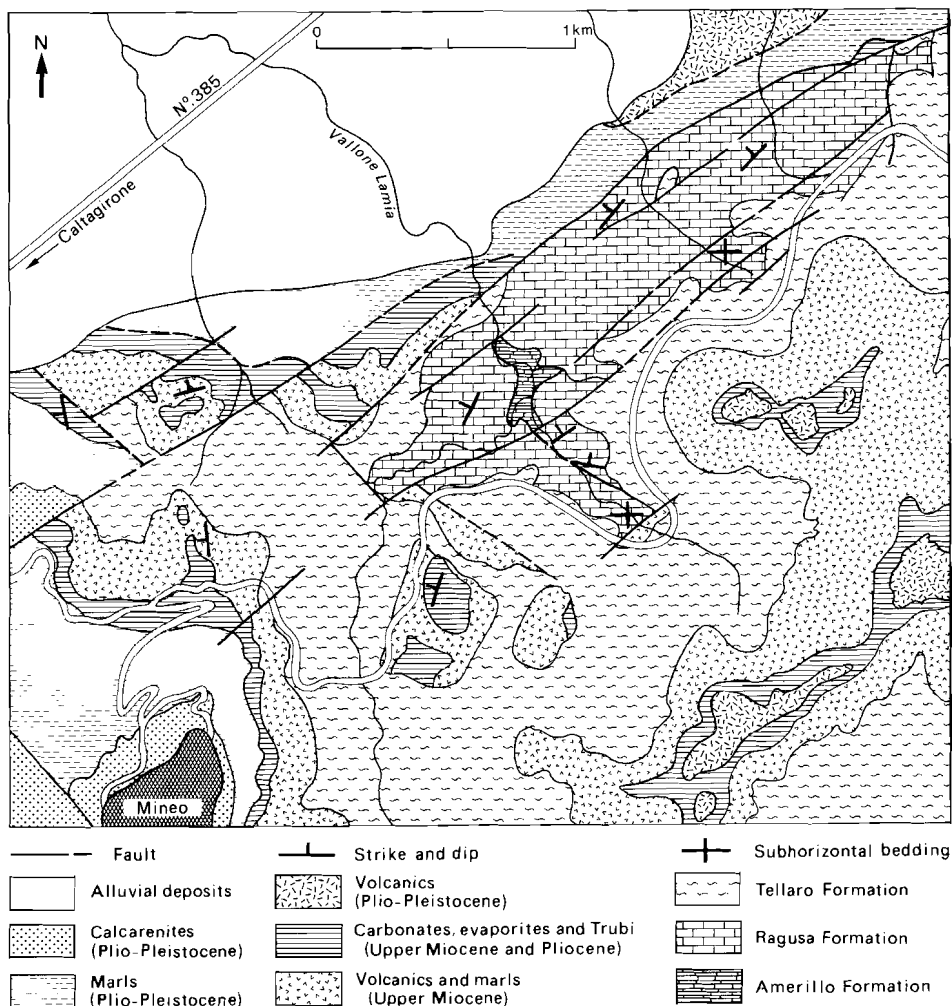 N
0
1km
Nº 385
Caltagirone
Vallone Lamia
Mineo
Fault
Strike and dip
Subhorizontal bedding
Alluvial deposits
Volcanics
(Plio-Pleistocene)
Tellaro Formation
Calcarenites
(Plio-Pleistocene)
Carbonates, evaporites and Trubi
(Upper Miocene and Pliocene)
Ragusa Formation
Marls
(Plio-Pleistocene)
Volcanics and marls
(Upper Miocene)
Amerillo Formation